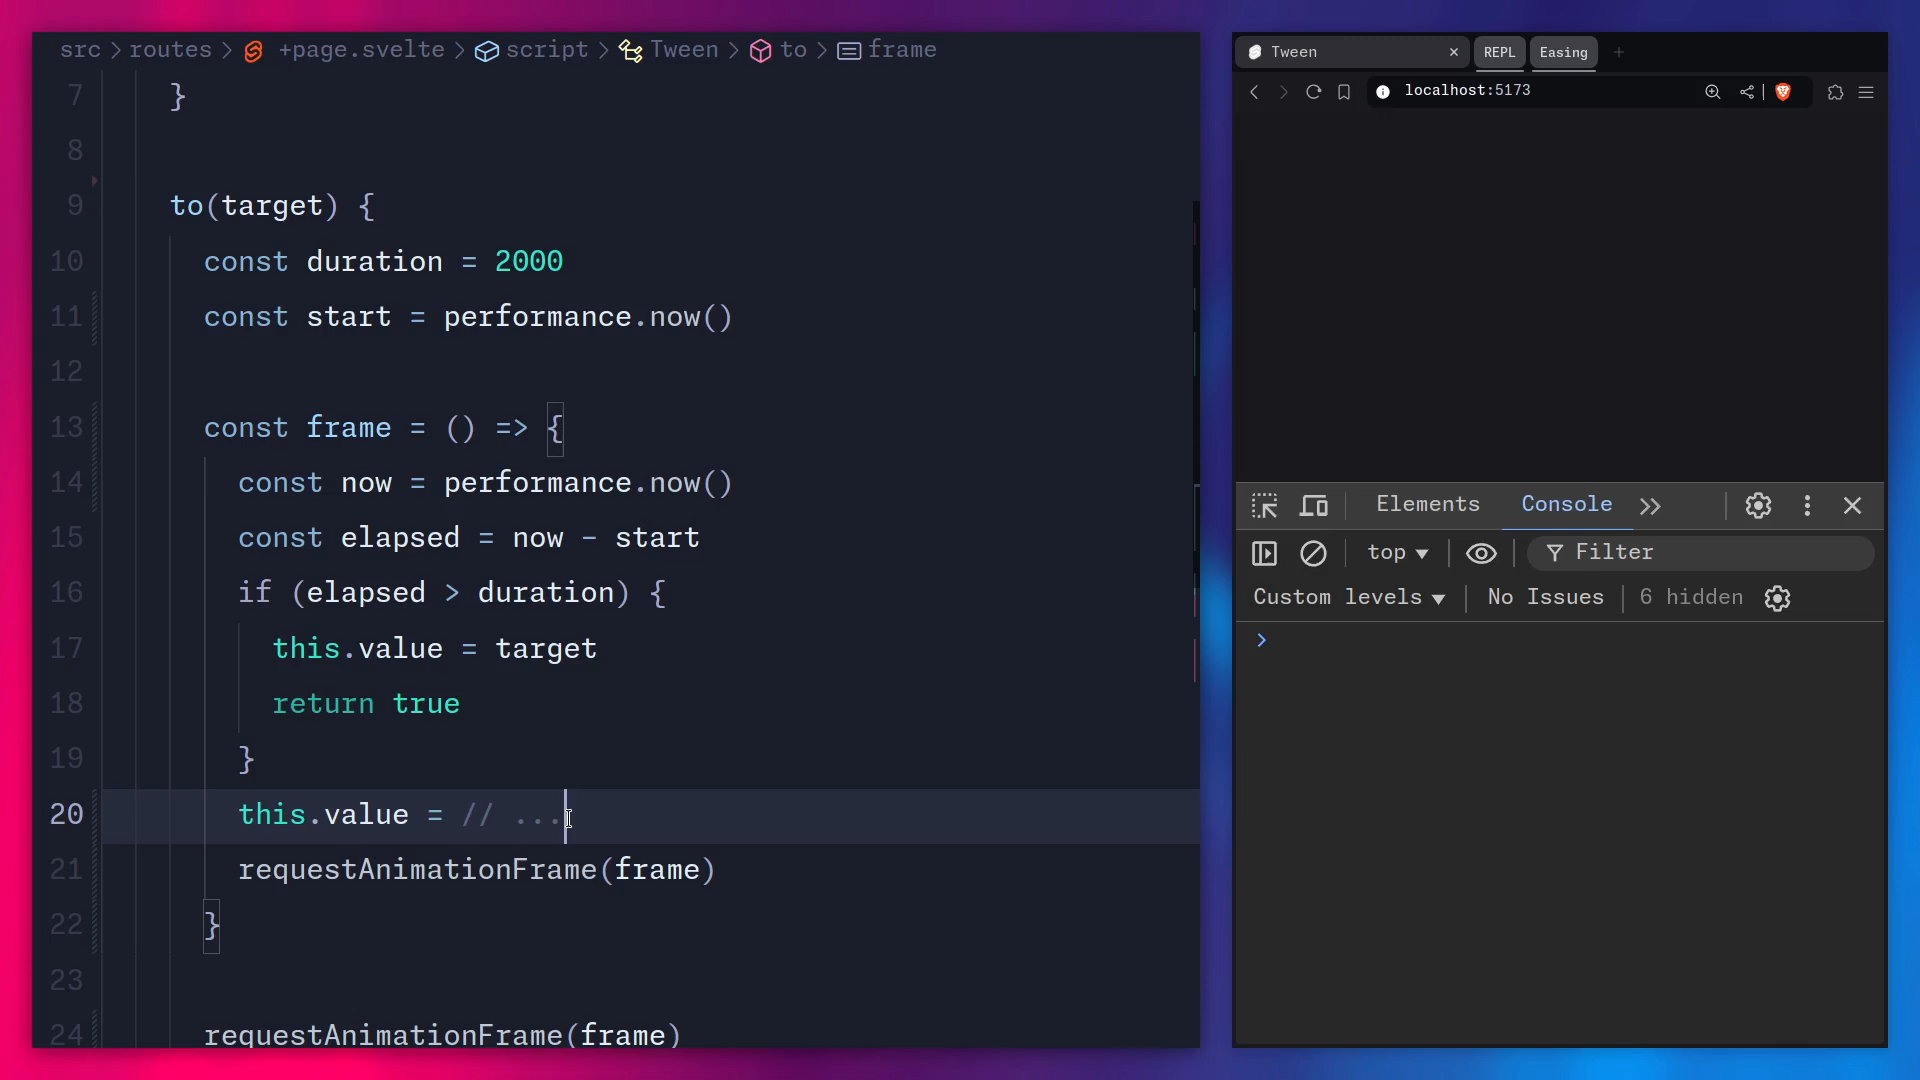 src > routes > +page.svelte > script > Tween > to > frame
7 }
8
9 to(target) {
10 const duration = 2000
11 const start = performance.now()
12
13 const frame = () => {
14 const now = performance.now()
15 const elapsed = now - start
16 if (elapsed > duration) {
17 this.value = target
18 return true
19 }
20 this.value = // ...
21 requestAnimationFrame(frame)
22 }
23
24 requestAnimationFrame(frame)
Tween × REPL Easing +
localhost:5173
Elements Console
top Filter
Custom levels No Issues 6 hidden
>